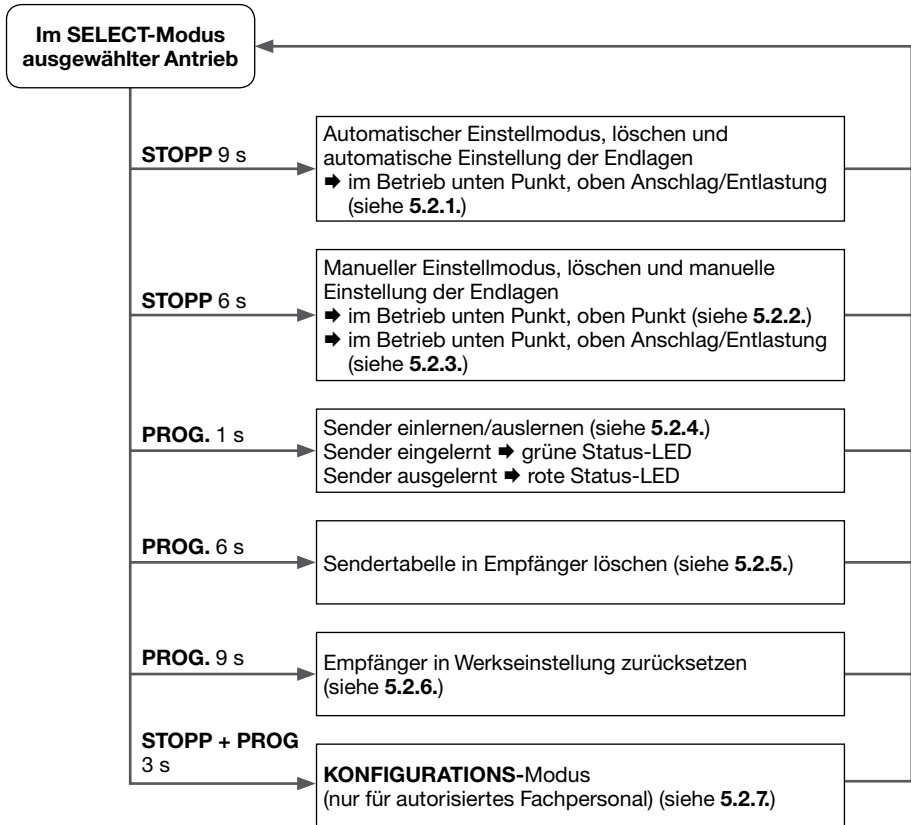 Im SELECT-Modus
ausgewählter Antrieb
STOPP 9 s
Automatischer Einstellmodus, löschen und
automatische Einstellung der Endlagen
➡ im Betrieb unten Punkt, oben Anschlag/Entlastung
(siehe 5.2.1.)
STOPP 6 s
Manueller Einstellmodus, löschen und manuelle
Einstellung der Endlagen
➡ im Betrieb unten Punkt, oben Punkt (siehe 5.2.2.)
➡ im Betrieb unten Punkt, oben Anschlag/Entlastung
(siehe 5.2.3.)
PROG. 1 s
Sender einlernen/auslernen (siehe 5.2.4.)
Sender eingelernt ➡ grüne Status-LED
Sender ausgelernt ➡ rote Status-LED
PROG. 6 s
Sendertabelle in Empfänger löschen (siehe 5.2.5.)
PROG. 9 s
Empfänger in Werkseinstellung zurücksetzen
(siehe 5.2.6.)
STOPP + PROG
3 s
KONFIGURATIONS-Modus
(nur für autorisiertes Fachpersonal) (siehe 5.2.7.)